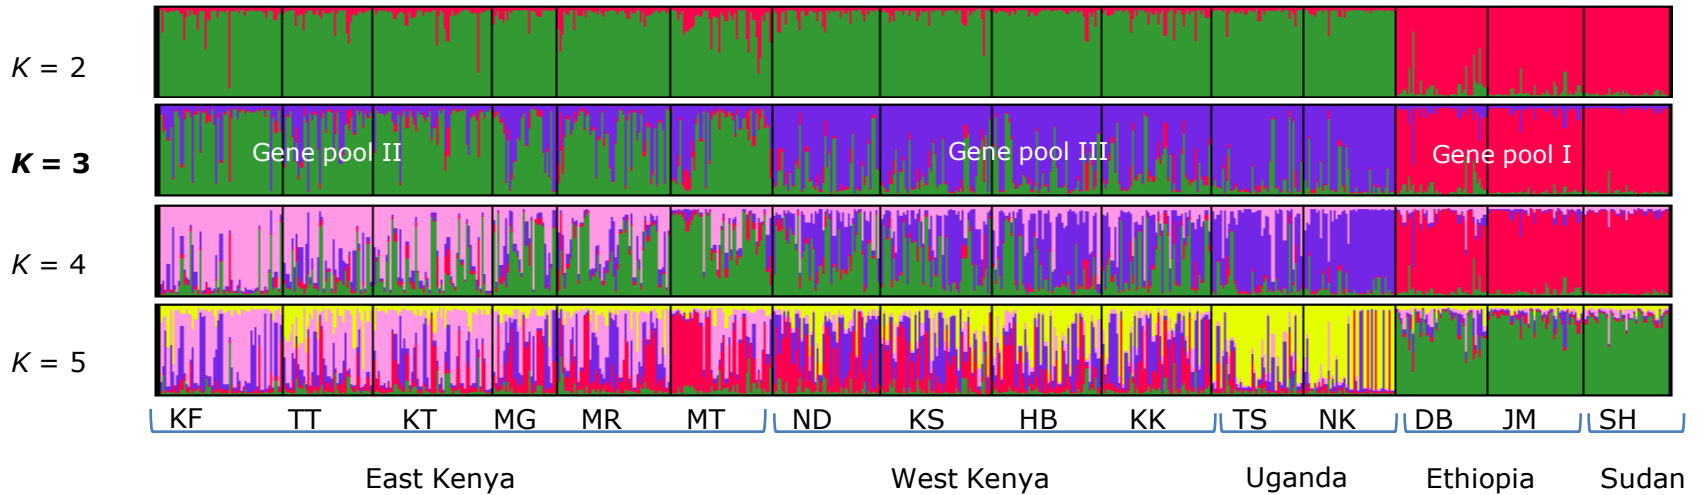 K = 2
K = 3
Gene pool II Gene pool III Gene pool I
K = 4
K = 5
KF TT KT MG MR MT ND KS HB KK TS NK DB JM SH
East Kenya West Kenya Uganda Ethiopia Sudan